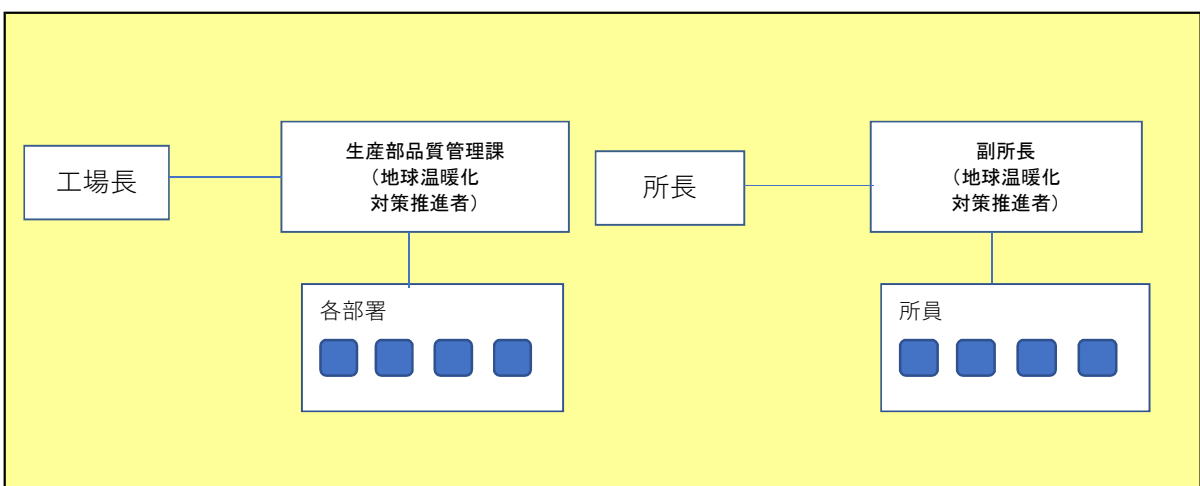 工場長
生産部品質管理課
（地球温暖化
対策推進者）
各部署
所長
副所長
（地球温暖化
対策推進者）
所員